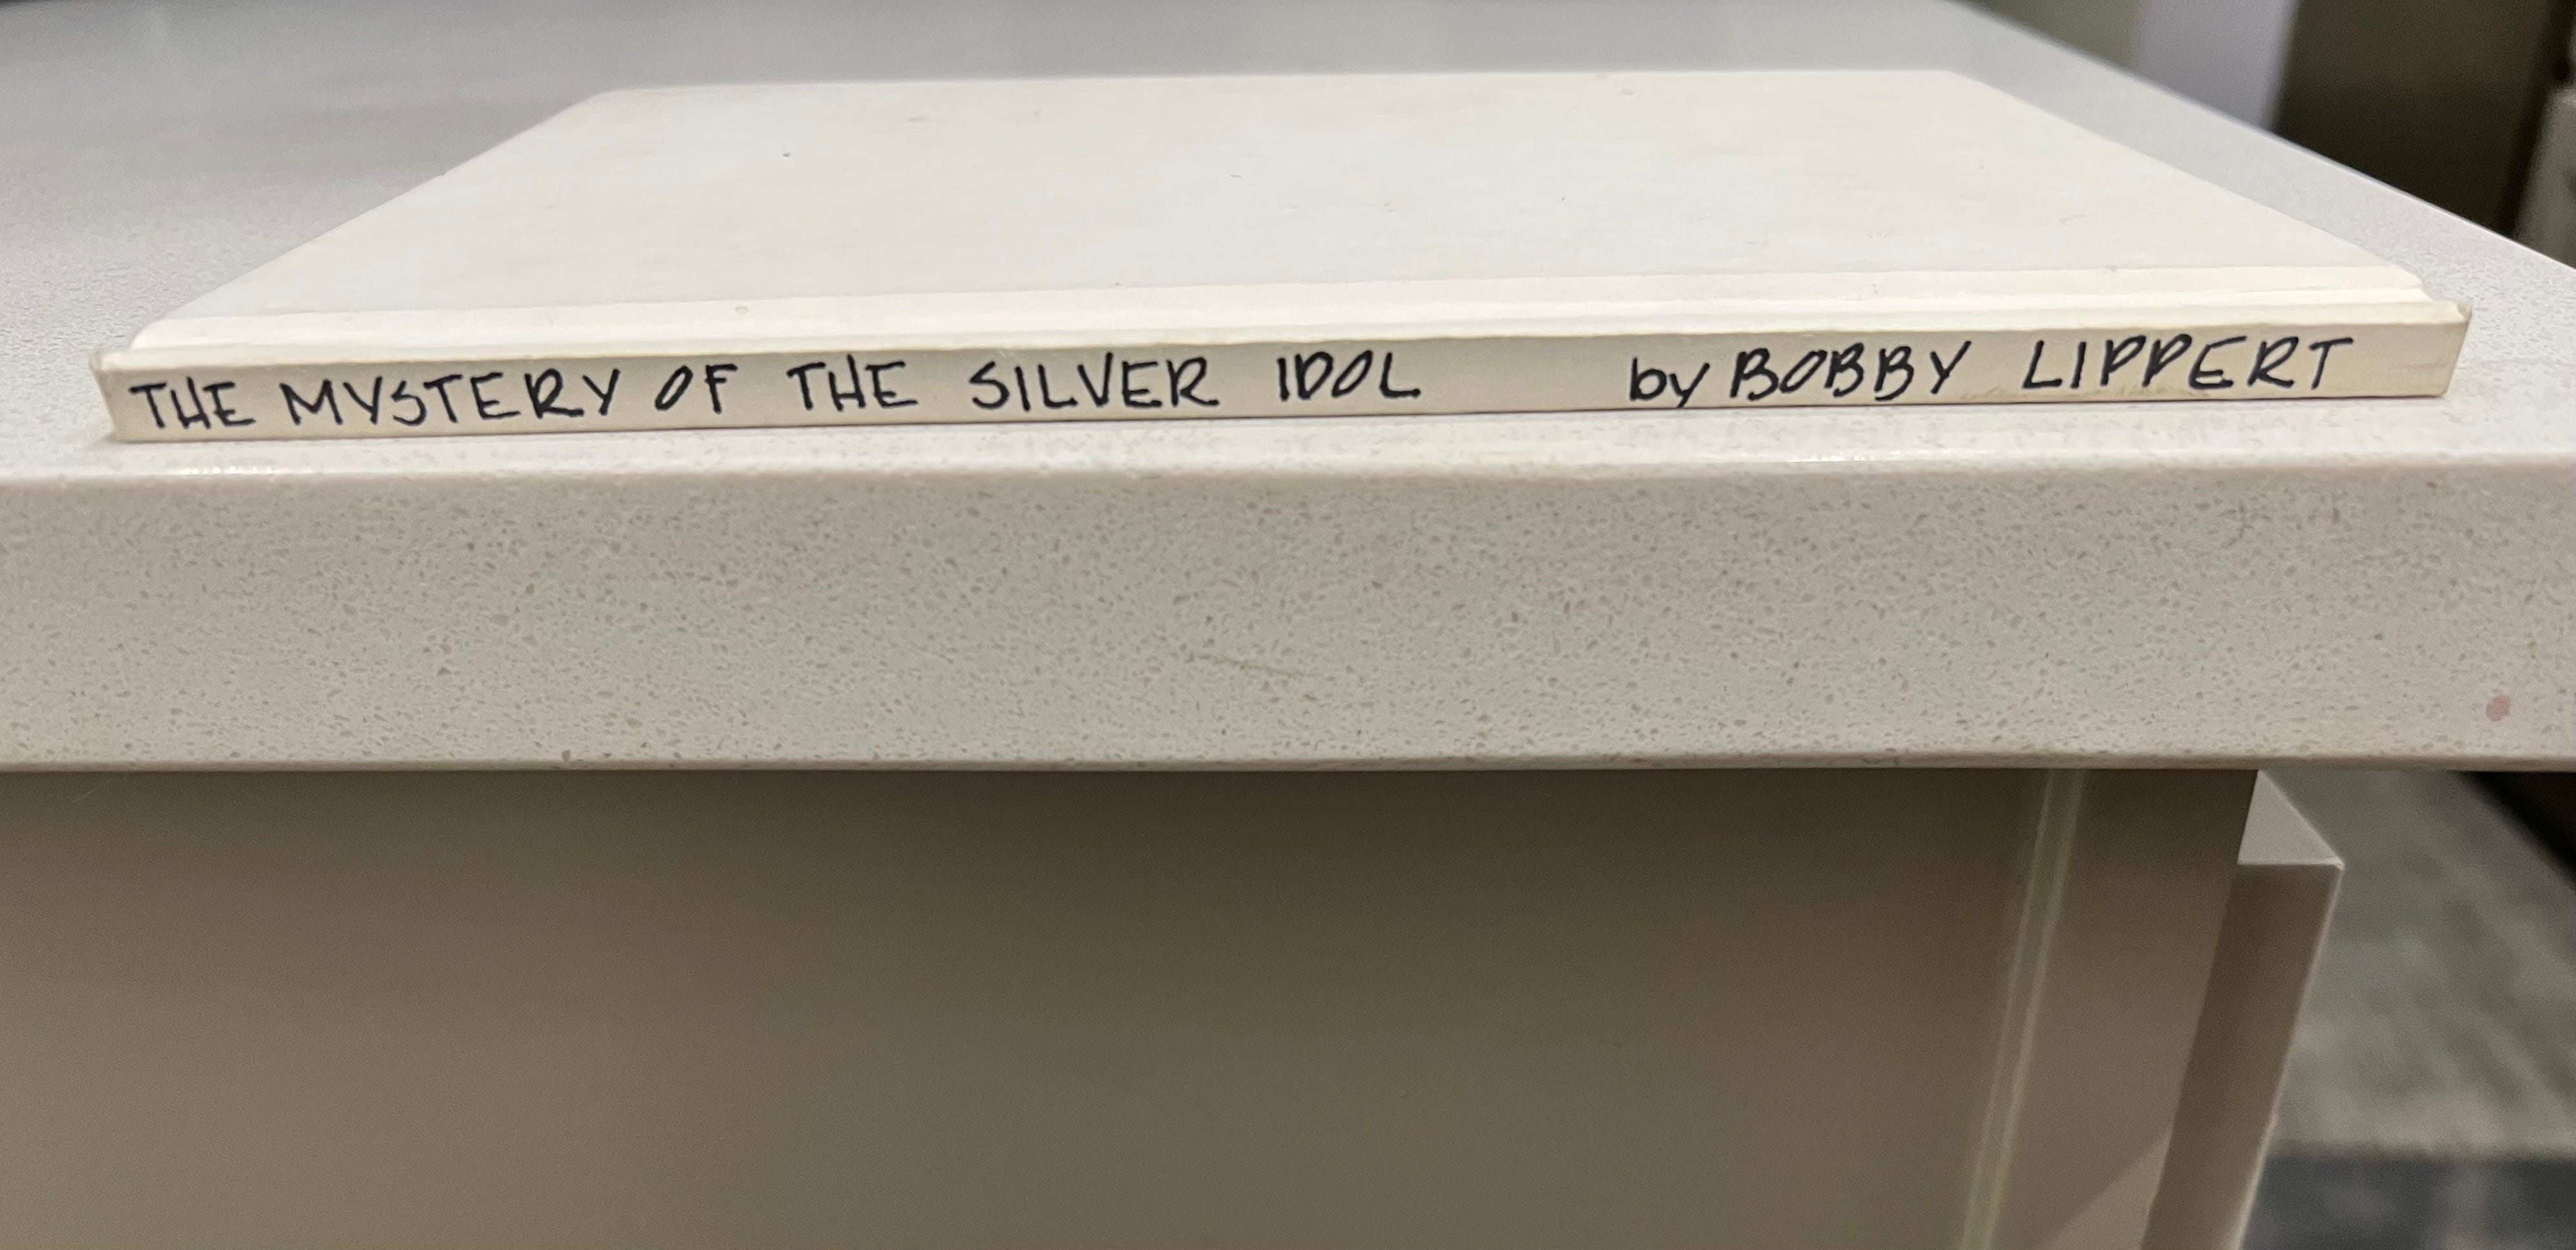 THE MYSTERY OF THE SILVER IDOL by BOBBY LIPPERT